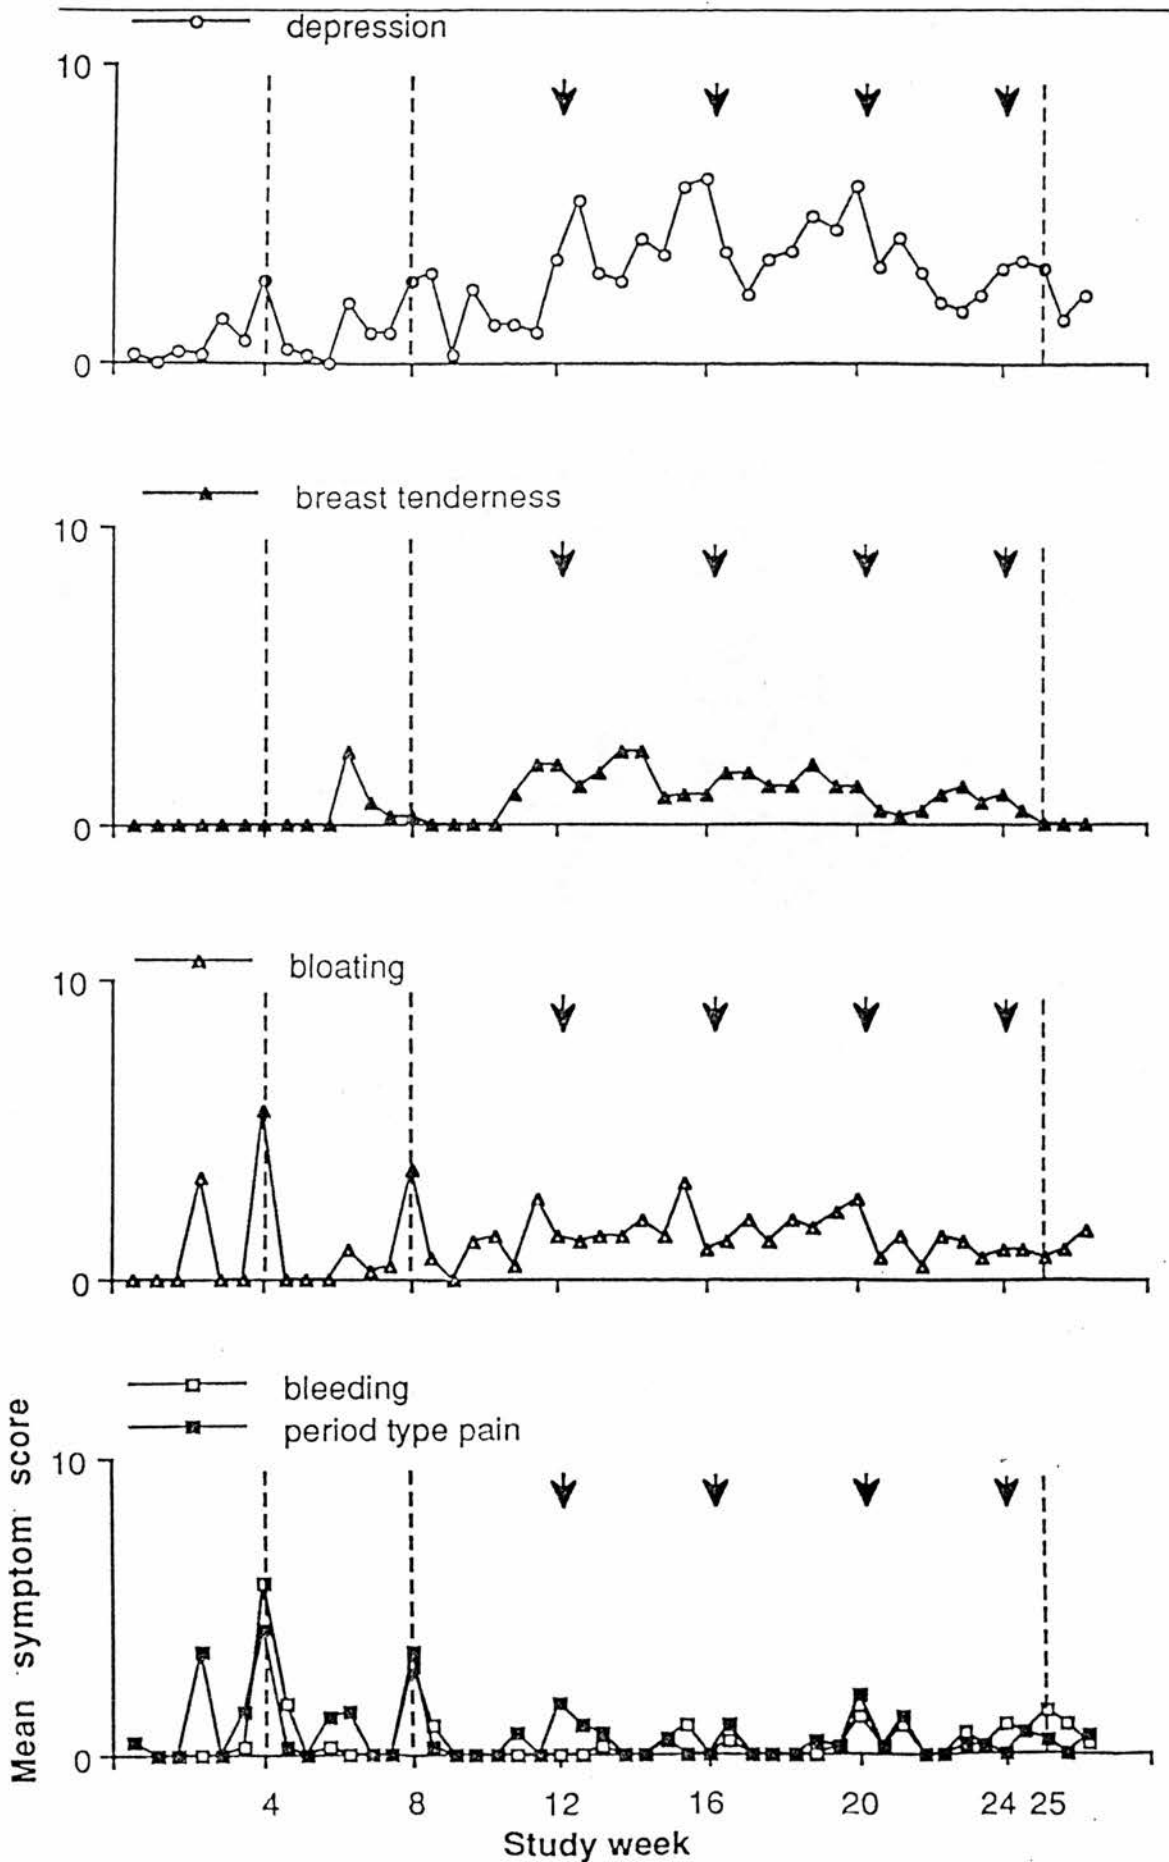 depression
10
0
breast tenderness
10
0
bloating
10
0
bleeding
period type pain
10
0
Mean symptom score
4 8 12 16 20 24 25
Study week